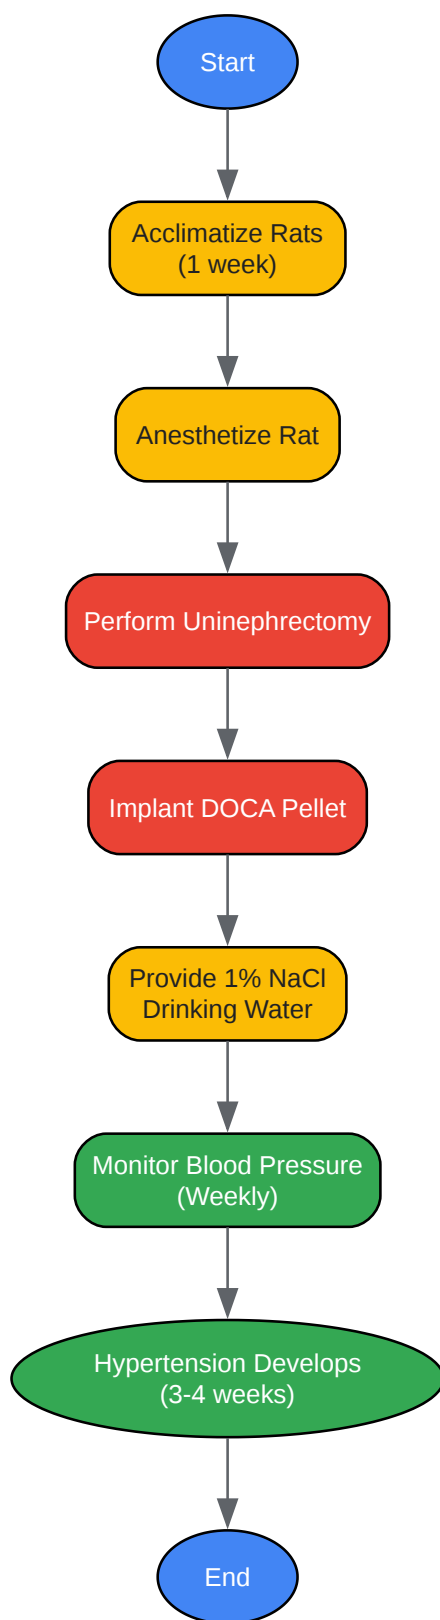 Start
Acclimatize Rats
(1 week)
Anesthetize Rat
Perform Uninephrectomy
Implant DOCA Pellet
Provide 1% NaCl
Drinking Water
Monitor Blood Pressure
(Weekly)
Hypertension Develops
(3-4 weeks)
End